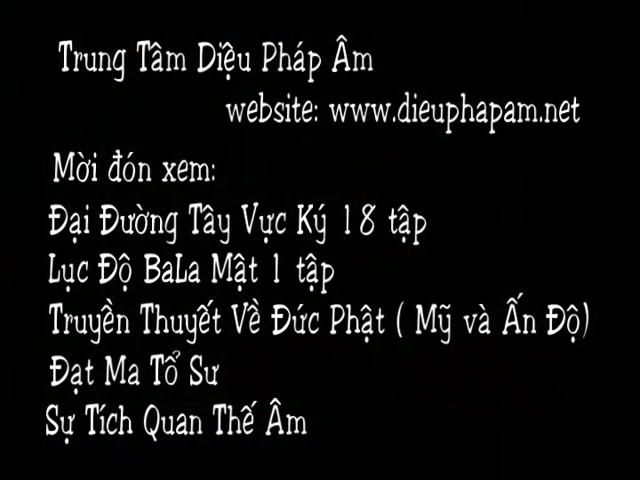 Trung Tâm Diệu Pháp Âm
website: www.dieuphapam.net
Mời đón xem:
Đại Đường Tây Vực Ký 18 tập
Lục Độ BaLa Mật 1 tập
Truyền Thuyết Về Đức Phật ( Mỹ và Ấn Độ)
Đạt Ma Tổ Sư
Sự Tích Quan Thế Âm